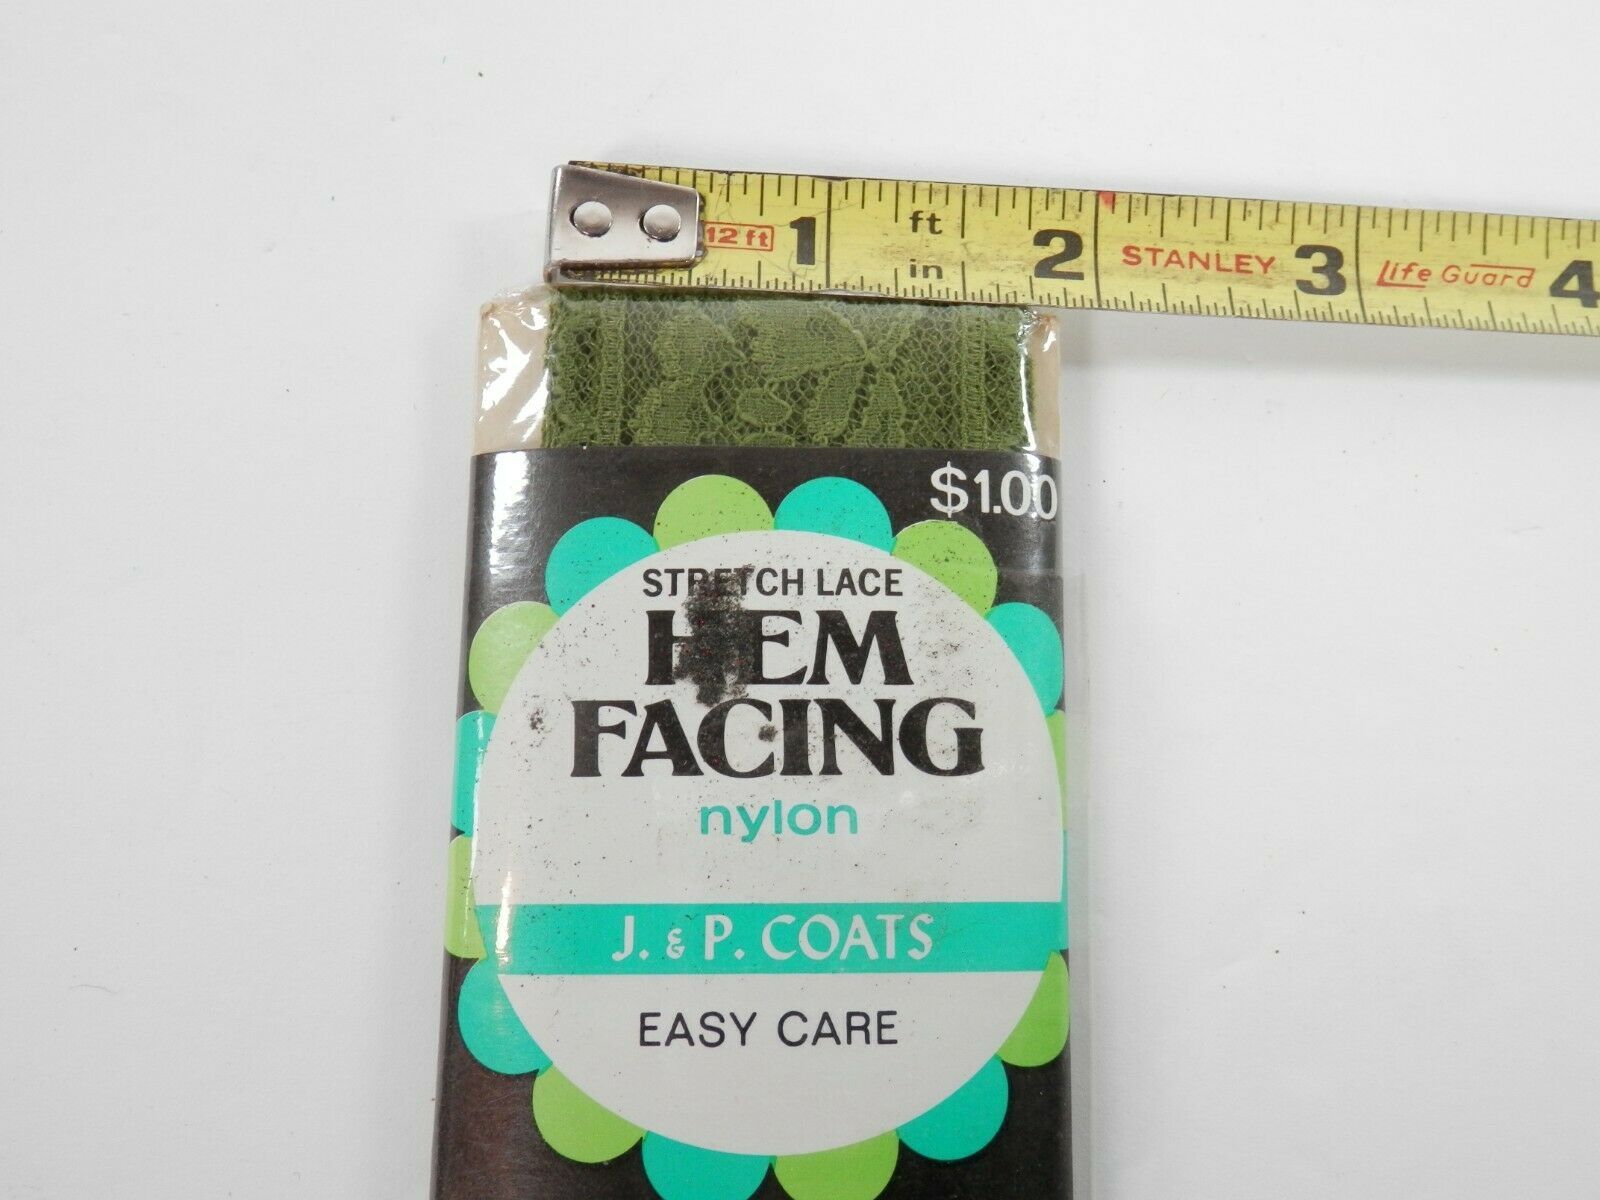 12 ft 1 ft in 2 STANLEY 3 Life Guard 4
$1.00
STRETCH LACE
HEM
FACING
nylon
J. & P. COATS
EASY CARE